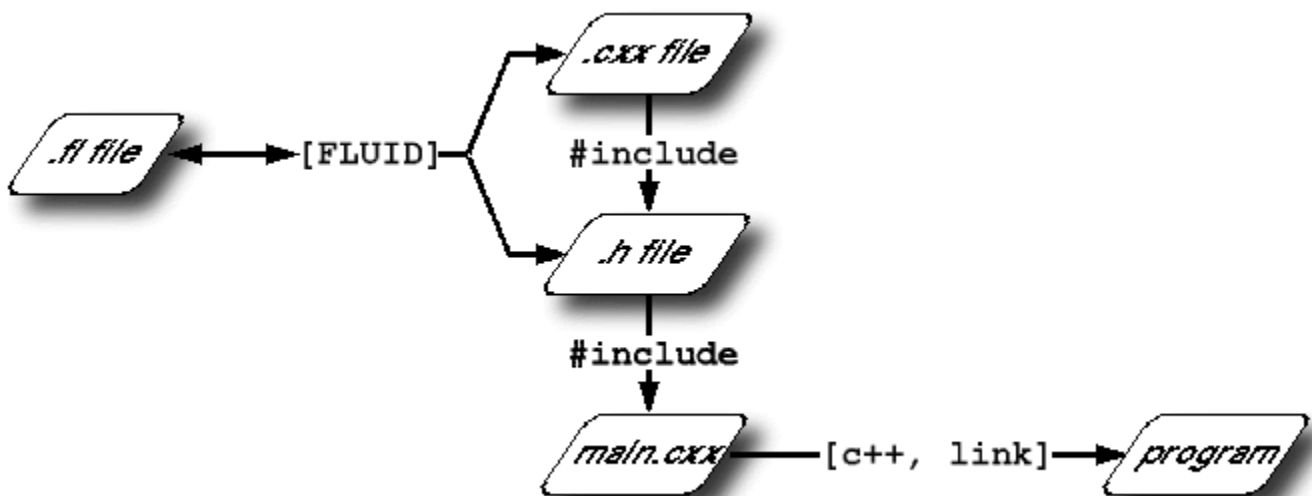 .cxx file
.fl file
[FLUID]
#include
.h file
#include
main.cxx
[c++, link]
program